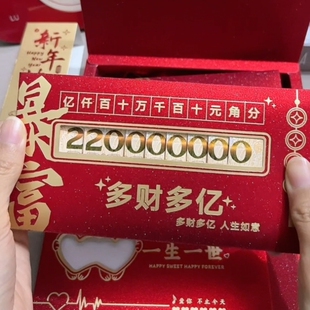 新年
暴富
亿仟百十万千百十元角分
2200000000
多财多亿
多财多亿 人生如意
一生一世
HAPPY SWEET HAPPY FOREVER